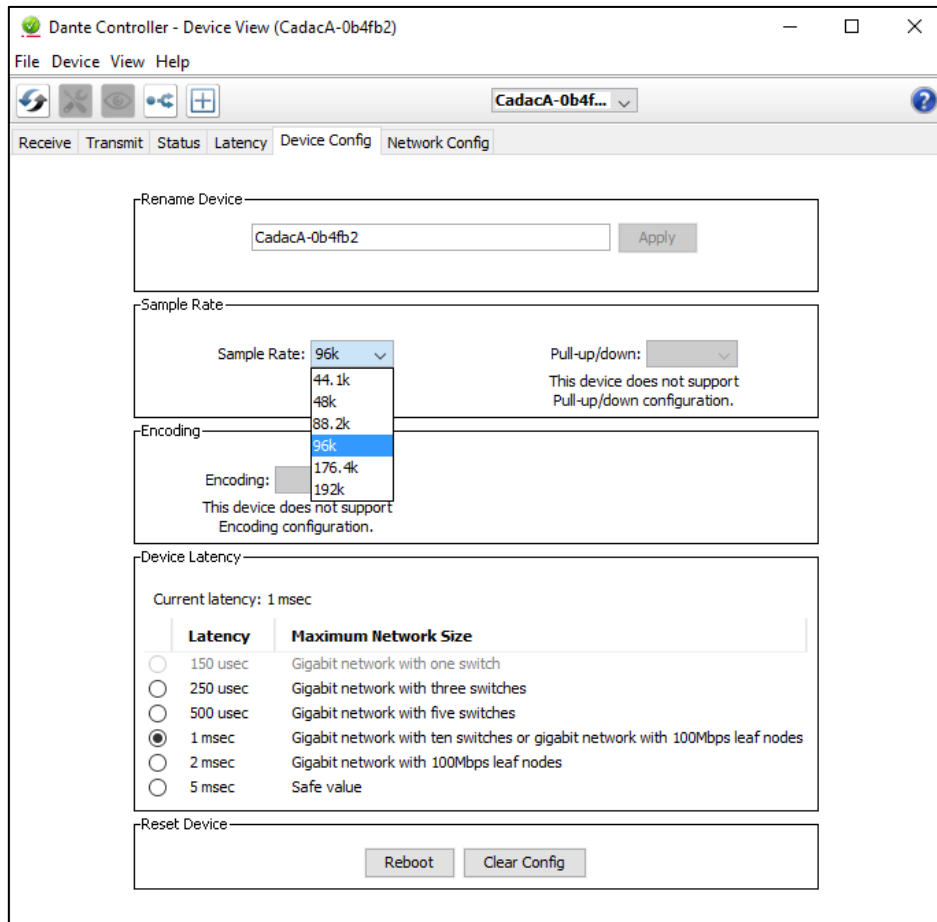 Dante Controller - Device View (CadacA-0b4fb2)
File Device View Help
CadacA-0b4f...
Receive Transmit Status Latency Device Config Network Config
Rename Device
CadacA-0b4fb2 Apply
Sample Rate
Sample Rate: 96k Pull-up/down:
44.1k This device does not support
48k Pull-up/down configuration.
88.2k
Encoding
96k
Encoding: 176.4k
192k
This device does not support
Encoding configuration.
Device Latency
Current latency: 1 msec
Latency Maximum Network Size
150 usec Gigabit network with one switch
250 usec Gigabit network with three switches
500 usec Gigabit network with five switches
1 msec Gigabit network with ten switches or gigabit network with 100Mbps leaf nodes
2 msec Gigabit network with 100Mbps leaf nodes
5 msec Safe value
Reset Device
Reboot Clear Config